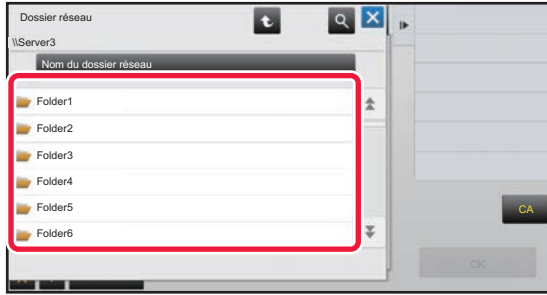 Dossier réseau
\\Server3
Nom du dossier réseau
Folder1
Folder2
Folder3
Folder4
Folder5
Folder6
CA
OK